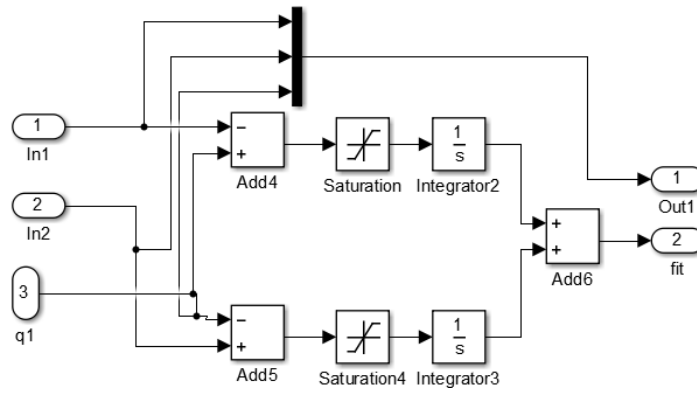 1
In1
2
In2
3
q1
−
+
Add4
Saturation
1
s
Integrator2
−
+
Add5
Saturation4
1
s
Integrator3
+
+
Add6
1
Out1
2
fit